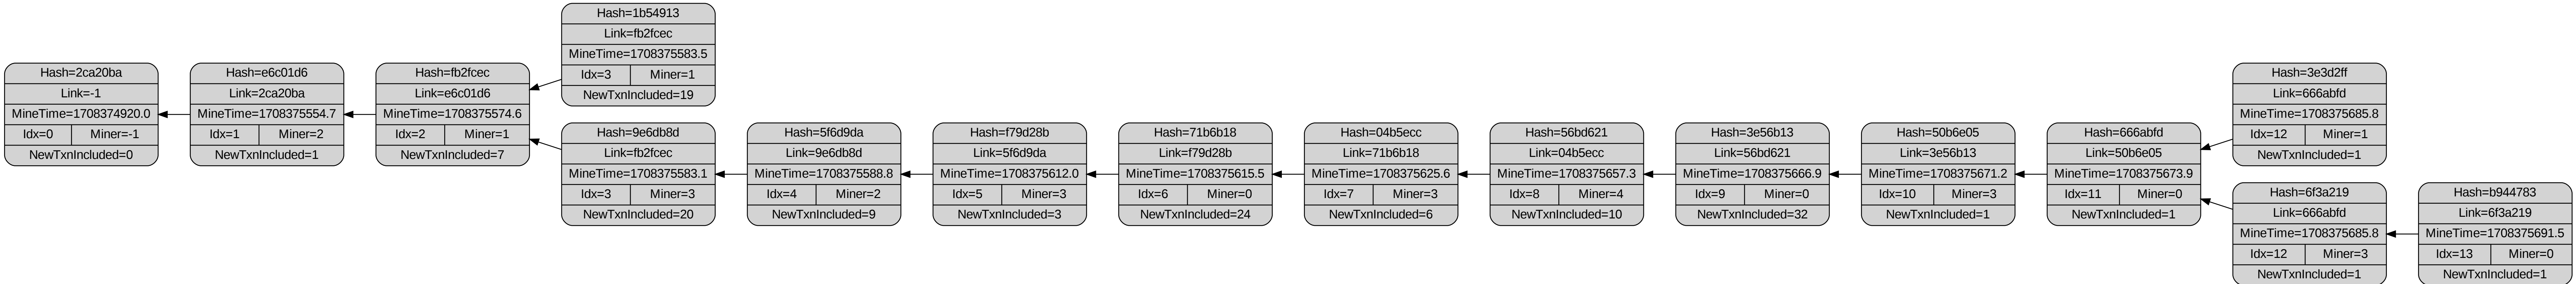 Hash=2ca20ba
Link=-1
MineTime=1708374920.0
Idx=0 Miner=-1
NewTxnIncluded=0
Hash=e6c01d6
Link=2ca20ba
MineTime=1708375554.7
Idx=1 Miner=2
NewTxnIncluded=1
Hash=fb2fcec
Link=e6c01d6
MineTime=1708375574.6
Idx=2 Miner=1
NewTxnIncluded=7
Hash=1b54913
Link=fb2fcec
MineTime=1708375583.5
Idx=3 Miner=1
NewTxnIncluded=19
Hash=9e6db8d
Link=fb2fcec
MineTime=1708375583.1
Idx=3 Miner=3
NewTxnIncluded=20
Hash=5f6d9da
Link=9e6db8d
MineTime=1708375588.8
Idx=4 Miner=2
NewTxnIncluded=9
Hash=f79d28b
Link=5f6d9da
MineTime=1708375612.0
Idx=5 Miner=3
NewTxnIncluded=3
Hash=71b6b18
Link=f79d28b
MineTime=1708375615.5
Idx=6 Miner=0
NewTxnIncluded=24
Hash=04b5ecc
Link=71b6b18
MineTime=1708375625.6
Idx=7 Miner=3
NewTxnIncluded=6
Hash=56bd621
Link=04b5ecc
MineTime=1708375657.3
Idx=8 Miner=4
NewTxnIncluded=10
Hash=3e56b13
Link=56bd621
MineTime=1708375666.9
Idx=9 Miner=0
NewTxnIncluded=32
Hash=50b6e05
Link=3e56b13
MineTime=1708375671.2
Idx=10 Miner=3
NewTxnIncluded=1
Hash=666abfd
Link=50b6e05
MineTime=1708375673.9
Idx=11 Miner=0
NewTxnIncluded=1
Hash=3e3d2ff
Link=666abfd
MineTime=1708375685.8
Idx=12 Miner=1
NewTxnIncluded=1
Hash=6f3a219
Link=666abfd
MineTime=1708375685.8
Idx=12 Miner=3
NewTxnIncluded=1
Hash=b944783
Link=6f3a219
MineTime=1708375691.5
Idx=13 Miner=0
NewTxnIncluded=1